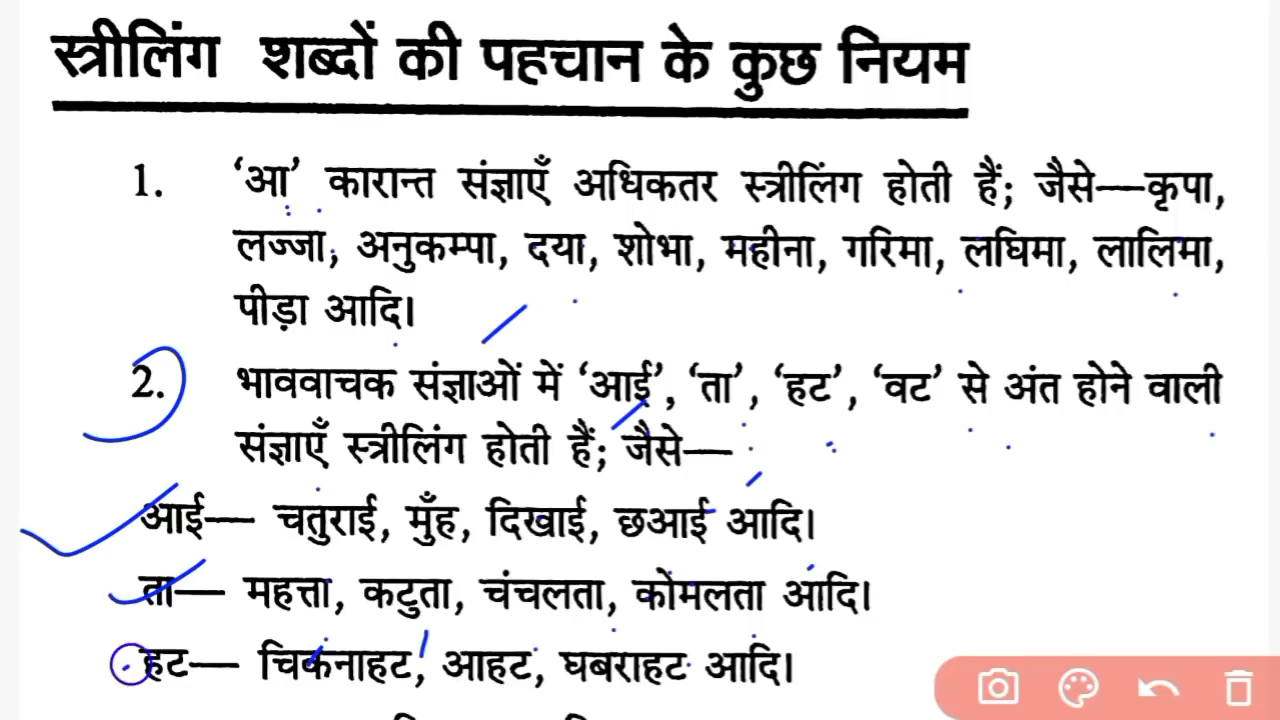 स्त्रीलिंग शब्दों की पहचान के कुछ नियम
1. ‘आ’ कारान्त संज्ञाएँ अधिकतर स्त्रीलिंग होती हैं; जैसे—कृपा,
लज्जा, अनुकम्पा, दया, शोभा, महीना, गरिमा, लघिमा, लालिमा,
पीड़ा आदि।
2. भाववाचक संज्ञाओं में ‘आई’, ‘ता’, ‘हट’, ‘वट’ से अंत होने वाली
संज्ञाएँ स्त्रीलिंग होती हैं; जैसे—
आई— चतुराई, मुँह, दिखाई, छआई आदि।
ता— महत्ता, कटुता, चंचलता, कोमलता आदि।
हट— चिकनाहट, आहट, घबराहट आदि।